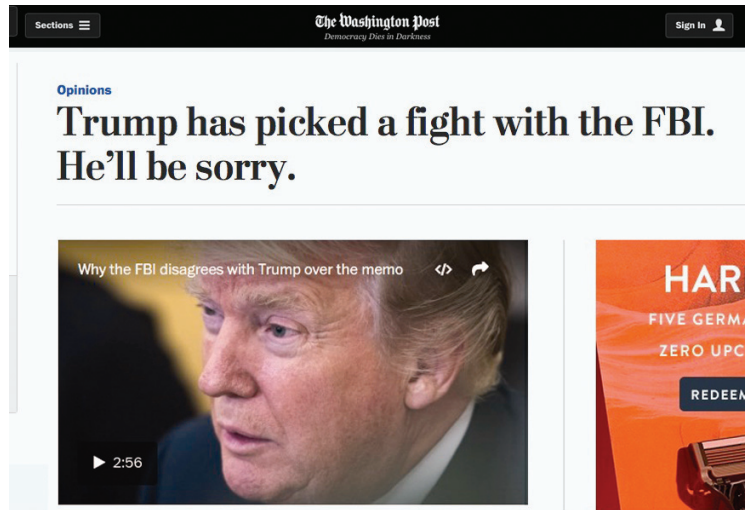 Sections
The Washington Post
Democracy Dies in Darkness
Sign In
Opinions
Trump has picked a fight with the FBI.
He'll be sorry.
Why the FBI disagrees with Trump over the memo
</>
2:56
HAR
FIVE GERMA
ZERO UPC
REDEEM